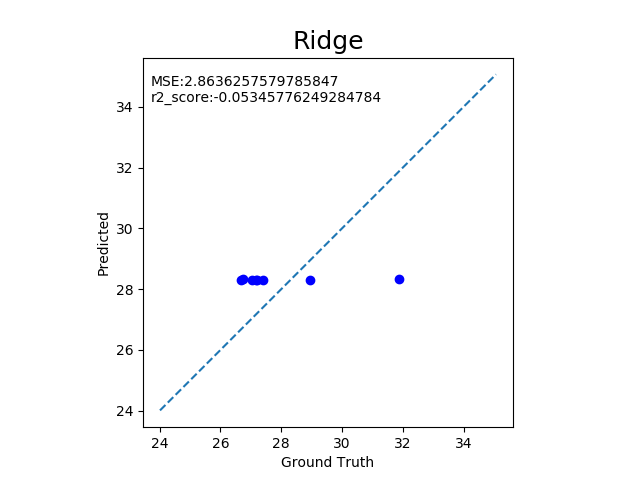 Ridge
MSE:2.8636257579785847
r2_score:-0.05345776249284784
34
32
30
28
26
24
Predicted
24 26 28 30 32 34
Ground Truth